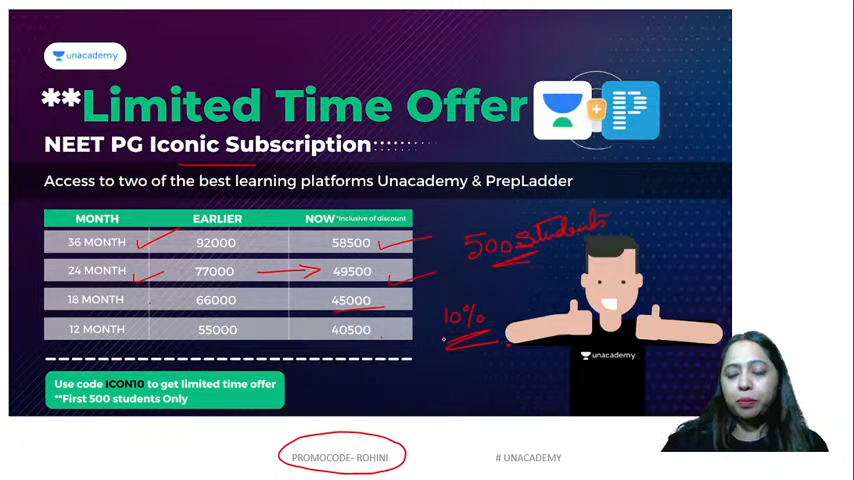 unacademy
**Limited Time Offer
NEET PG Iconic Subscription
Access to two of the best learning platforms Unacademy & PrepLadder
MONTH EARLIER NOW *Inclusive of discount
36 MONTH 92000 58500
24 MONTH 77000 49500
18 MONTH 66000 45000
12 MONTH 55000 40500
500 students
10%
unacademy
Use code ICON10 to get limited time offer
**First 500 students Only
PROMOCODE- ROHINI # UNACADEMY